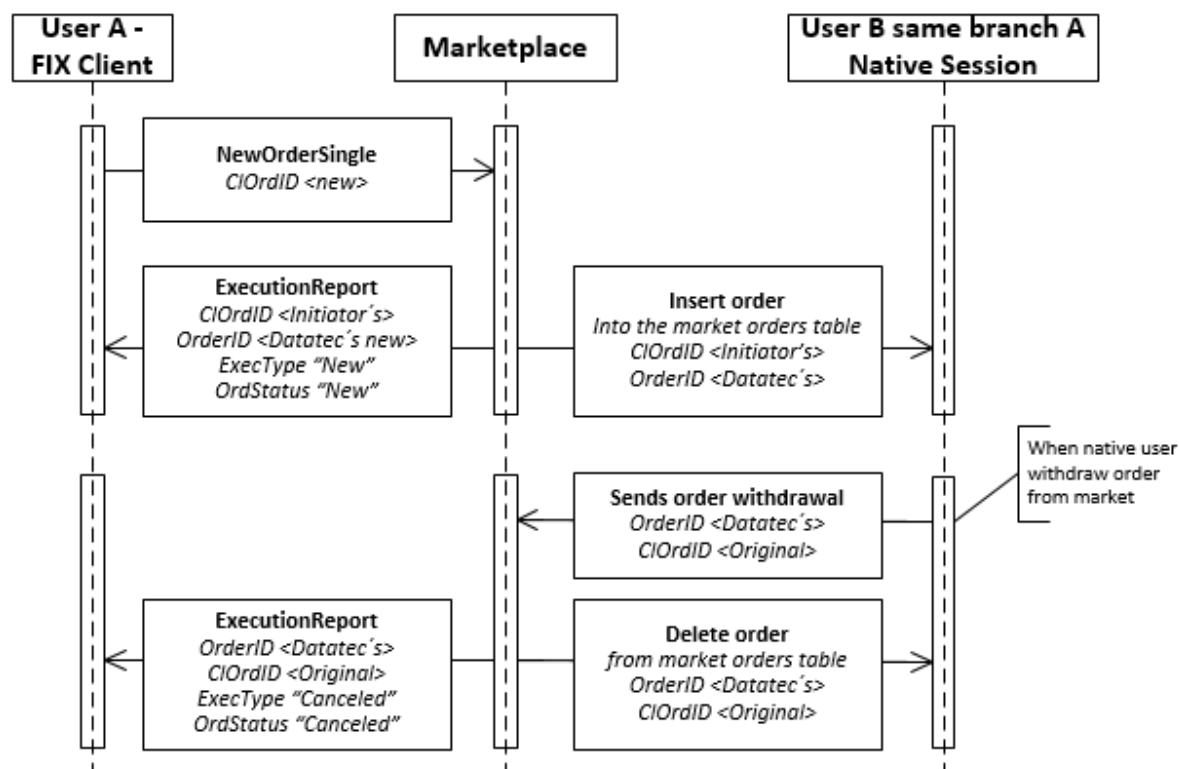 User A -
FIX Client
Marketplace
User B same branch A
Native Session
NewOrderSingle
ClOrdID <new>
ExecutionReport
ClOrdID <Initiator´s>
OrderID <Datatec´s new>
ExecType “New”
OrdStatus “New”
Insert order
Into the market orders table
ClOrdID <Initiator’s>
OrderID <Datatec´s>
When native user
withdraw order
from market
Sends order withdrawal
OrderID <Datatec´s>
ClOrdID <Original>
ExecutionReport
OrderID <Datatec´s>
ClOrdID <Original>
ExecType “Canceled”
OrdStatus “Canceled”
Delete order
from market orders table
OrderID <Datatec´s>
ClOrdID <Original>